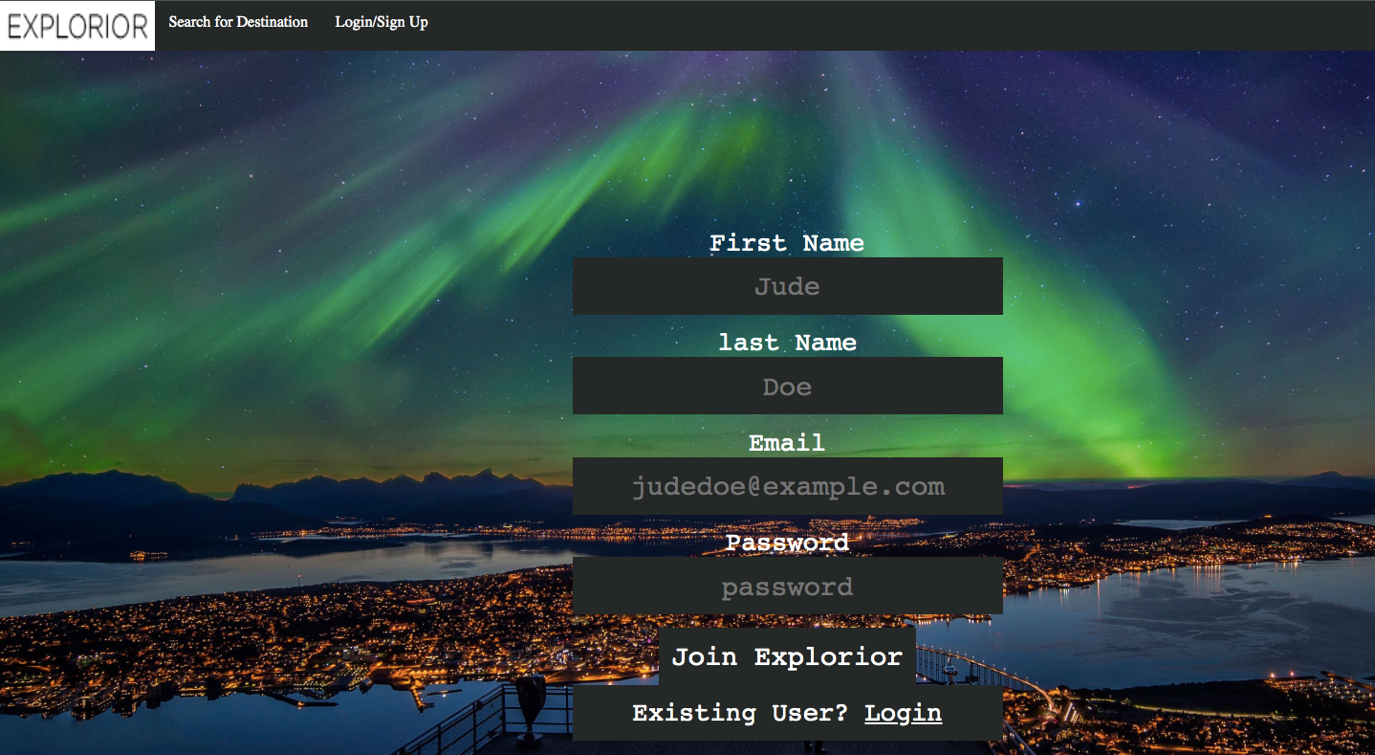 EXPLORIOR Search for Destination Login/Sign Up
First Name
Jude
last Name
Doe
Email
judedoe@example.com
Password
password
Join Explorior
Existing User? Login